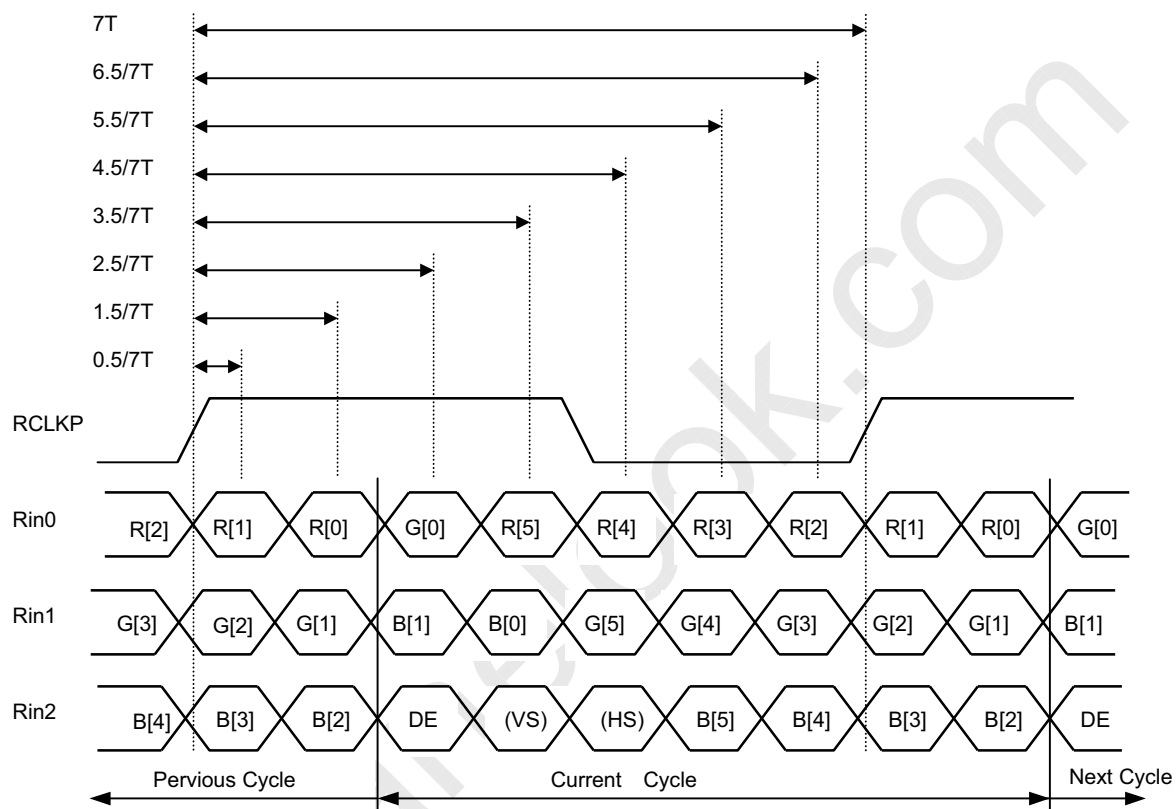 7T
6.5/7T
5.5/7T
4.5/7T
3.5/7T
2.5/7T
1.5/7T
0.5/7T
RCLKP
Rin0 R[2] R[1] R[0] G[0] R[5] R[4] R[3] R[2] R[1] R[0] G[0]
Rin1 G[3] G[2] G[1] B[1] B[0] G[5] G[4] G[3] G[2] G[1] B[1]
Rin2 B[4] B[3] B[2] DE (VS) (HS) B[5] B[4] B[3] B[2] DE
Pervious Cycle Current Cycle Next Cycle